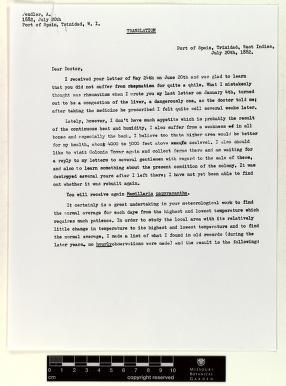 Fendler, A.
1882, July 20th
Port of Spain, Trinidad, W. I.
TRANSLATION
Port of Spain, Trinidad, West Indies,
July 20th, 1882.
Dear Doctor,
I received your letter of May 24th on June 20th and was glad to learn
that you did not suffer from rheumatism for quite a while. What I mistakenly
thought was rheumatism when I wrote you my letter on January 4th, turned
out to be a congestion of the liver, a dangerous one, as the doctor told me;
after taking the medicine he prescribed I felt quite well several weeks later.
Lately, however, I don't have much appetite which is probably the result
of the continuous heat and humidity. I also suffer from a weakness of in all
bones and especially the back. I believe too that higher area would be better
for my health, about 4000 to 5000 feet above sealevel. I also should
like to visit Colonia Tovar again and collect ferns there and am waiting for
a reply to my letters to several gentlemen with regard to the sale of these,
and also to learn something about the present condition of the colony. It was
destroyed several years after I left there; I have not yet been able to find
out whether it was rebuilt again.
You will receive again
It certainly is a great undertaking in your meteorological work to find
the normal average for each days from the highest and lowest temperature which
requires much patience. In order to study the local area with its relatively
little change in temperature to its highest and lowest temperature and to find
the normal average, I made a list of what I found in old records (during the
later years, no hourly observations were made) and the result is the following:
cm
copyright reserved
MISSOURI
BOTANICAL
GARDEN